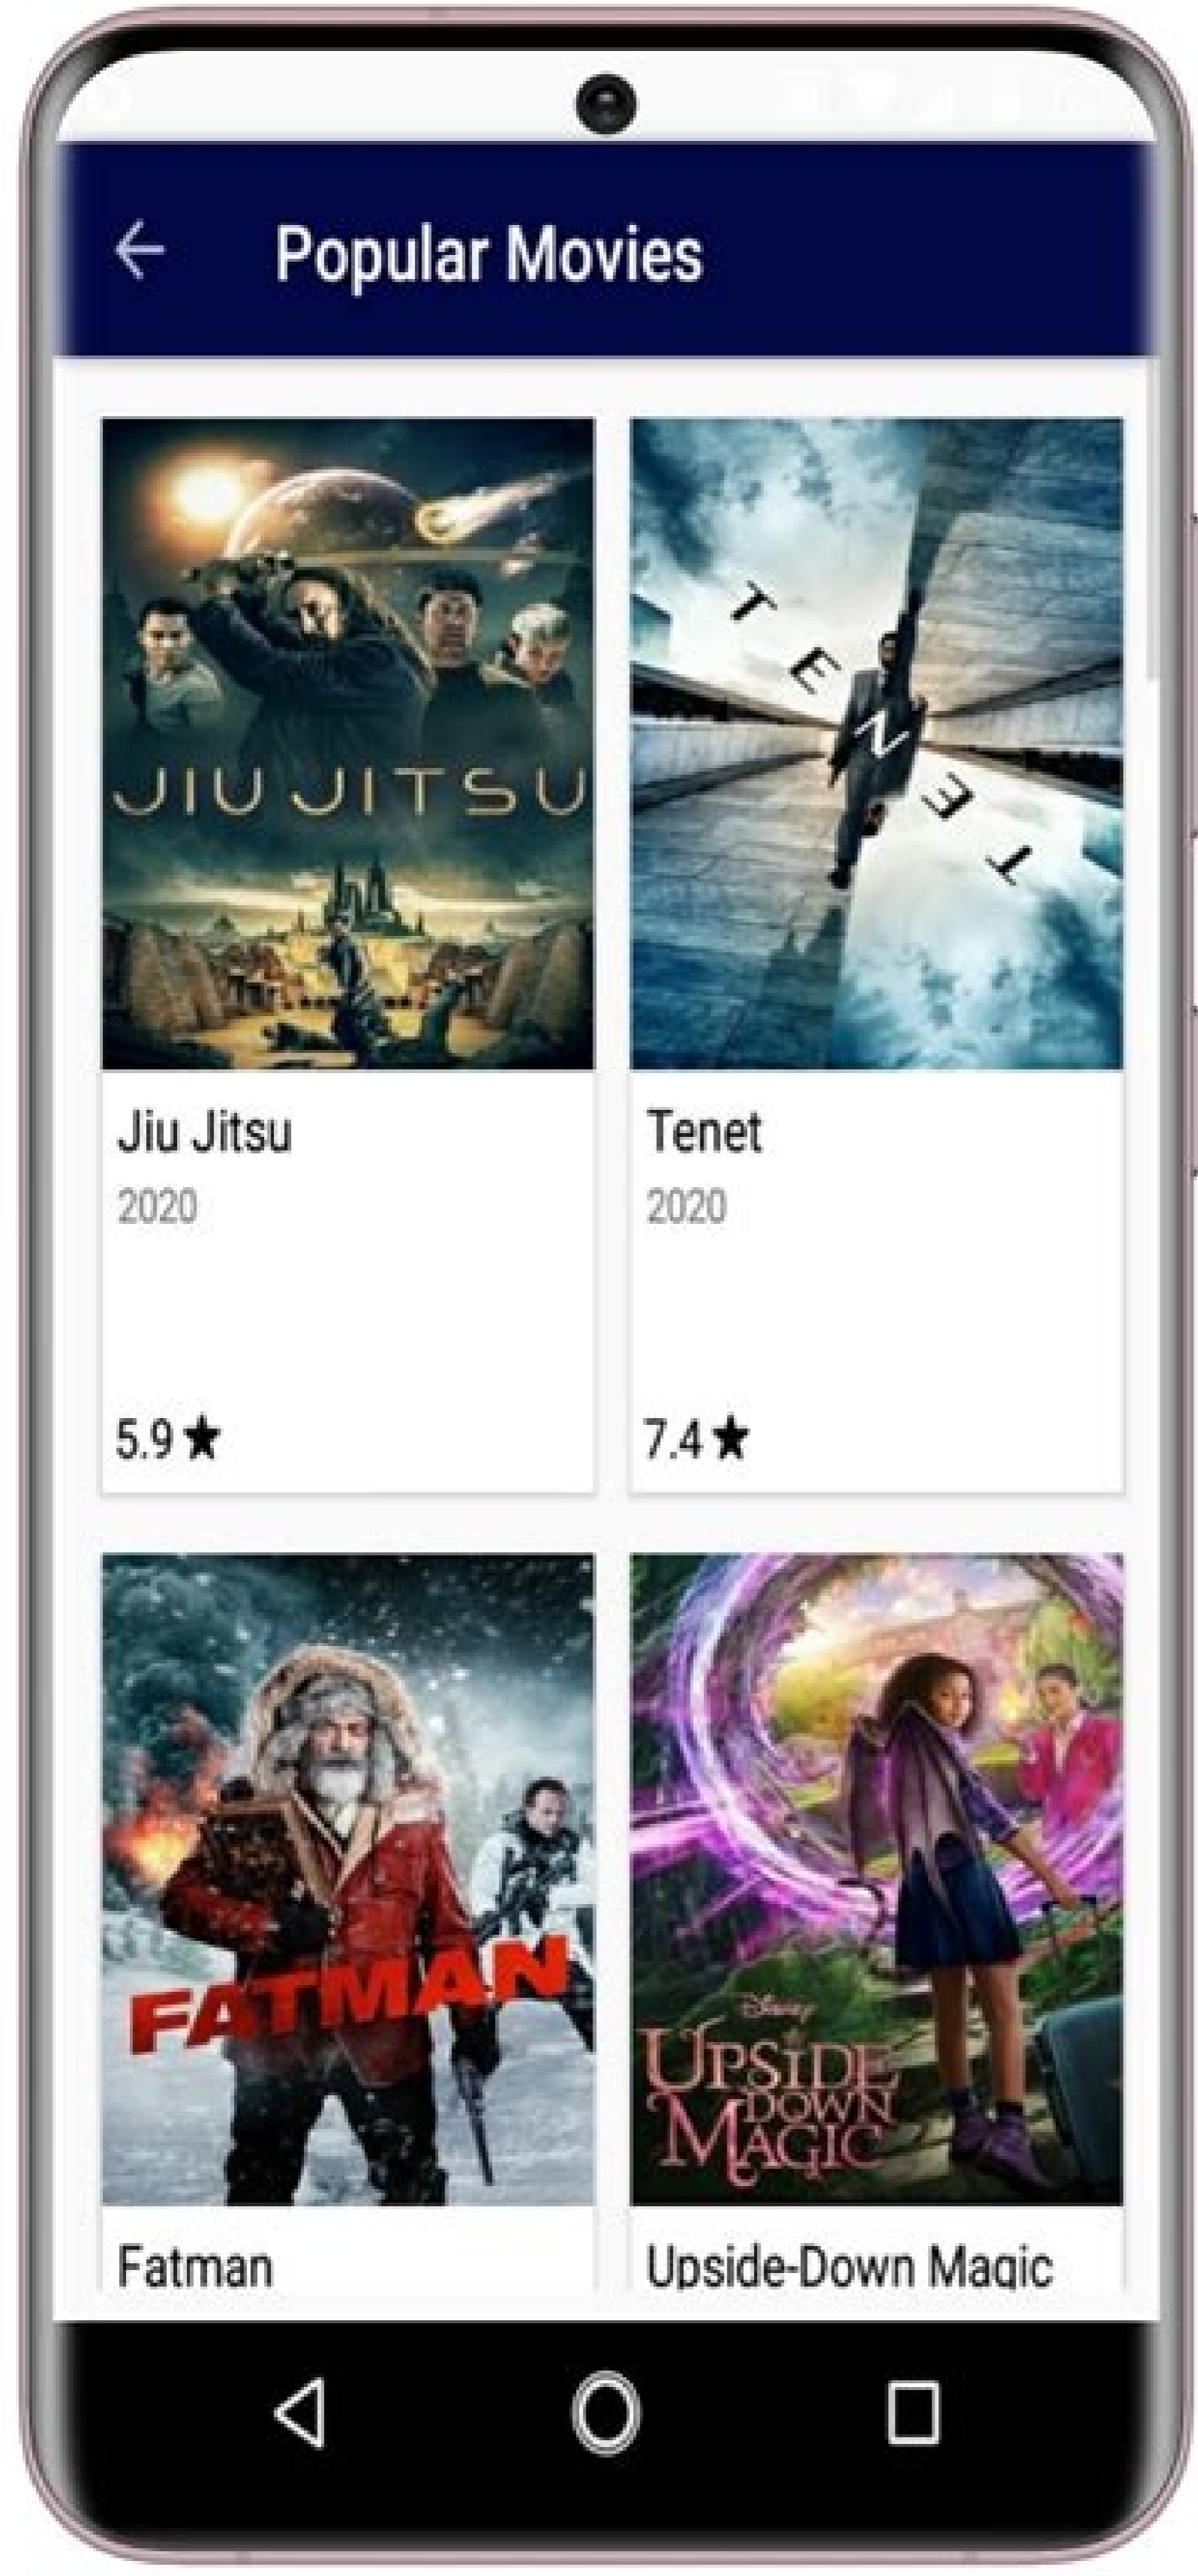 Popular Movies
JIU JITSU
TENET
Jiu Jitsu
Tenet
2020
2020
5.9★
7.4★
FATMAN
Disney
UPSIDE
DOWN
MAGIC
Fatman
Upside-Down Magic